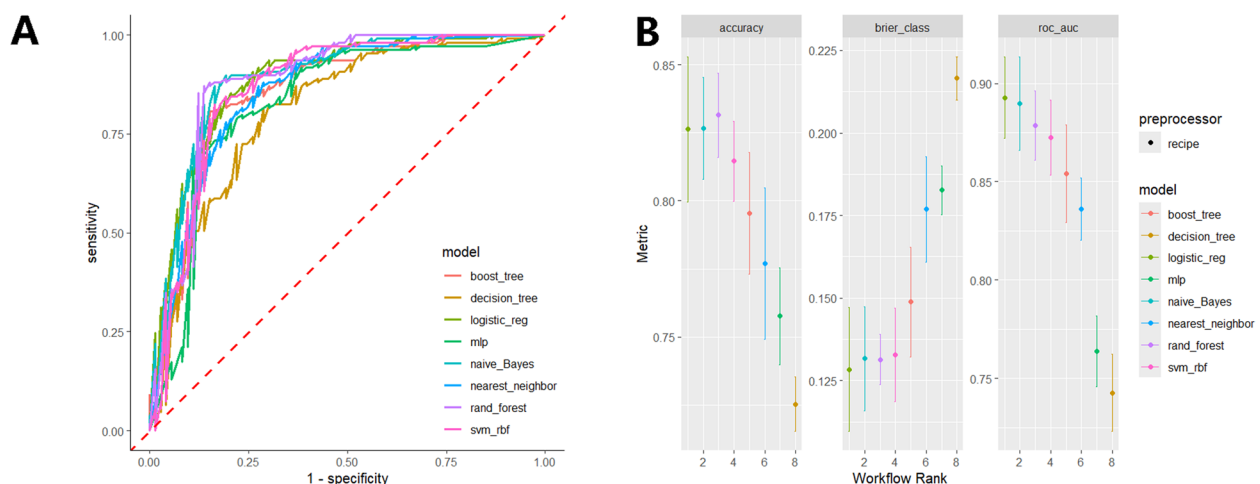 A
1.00
0.75
0.50
0.25
0.00
sensitivity
0.00 0.25 0.50 0.75 1.00
1 - specificity
model
boost_tree
decision_tree
logistic_reg
mlp
naive_Bayes
nearest_neighbor
rand_forest
svm_rbf
B
accuracy brier_class roc_auc
Metric
0.85
0.80
0.75
0.225
0.200
0.175
0.150
0.125
0.90
0.85
0.80
0.75
2 4 6 8 2 4 6 8 2 4 6 8
Workflow Rank
preprocessor
recipe
model
boost_tree
decision_tree
logistic_reg
mlp
naive_Bayes
nearest_neighbor
rand_forest
svm_rbf